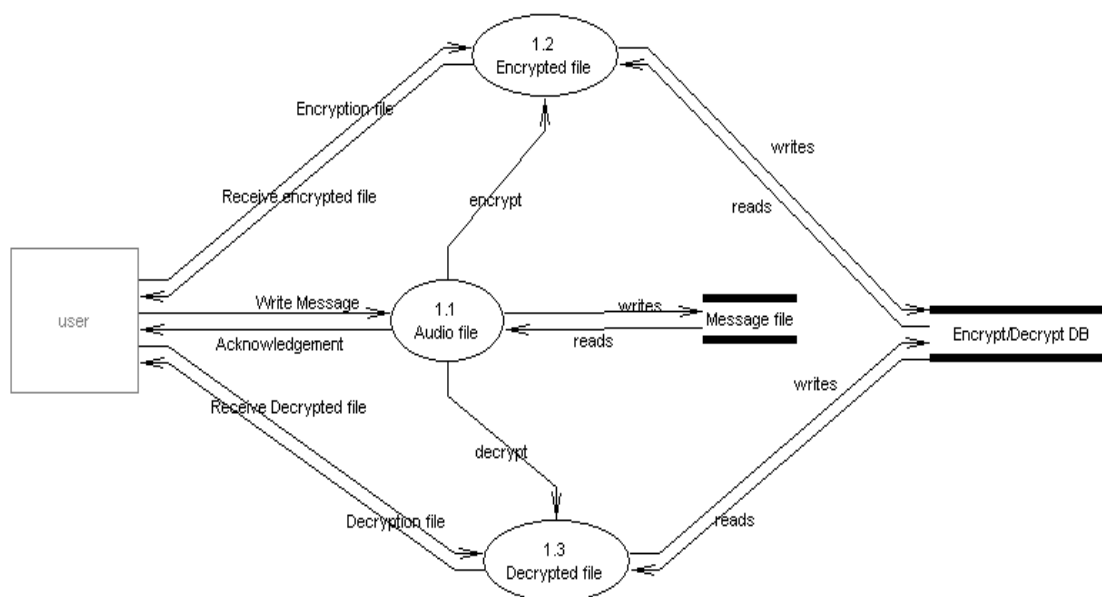 1.2
Encrypted file
Encryption file
writes
Receive encrypted file
encrypt
reads
user
Write Message
1.1
Audio file
writes
Message file
Encrypt/Decrypt DB
Acknowledgement
reads
Receive Decrypted file
writes
decrypt
Decryption file
reads
1.3
Decrypted file